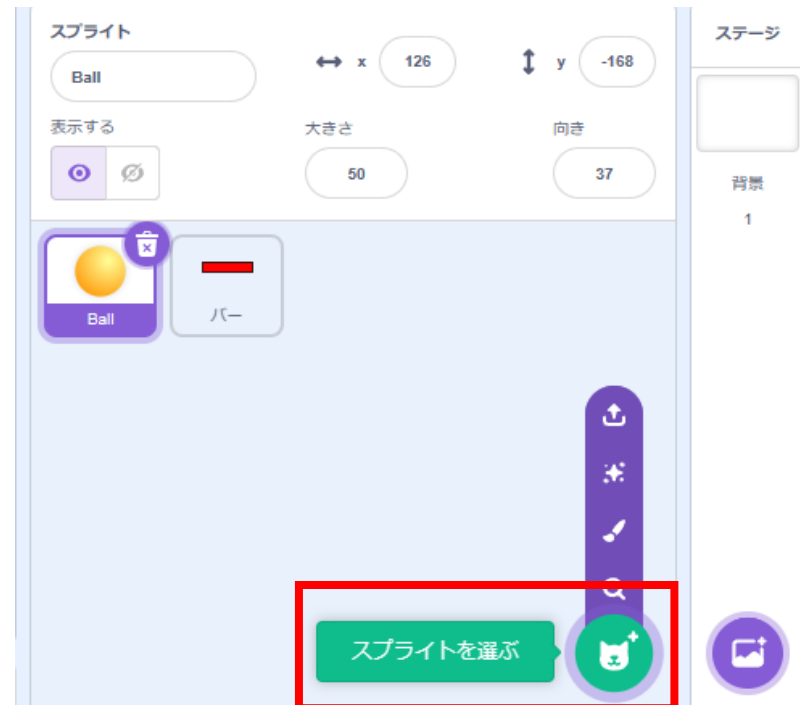 スプライト
Ball
x 126
y -168
表示する
大きさ
50
向き
37
Ball
バー
スプライトを選ぶ
ステージ
背景
1